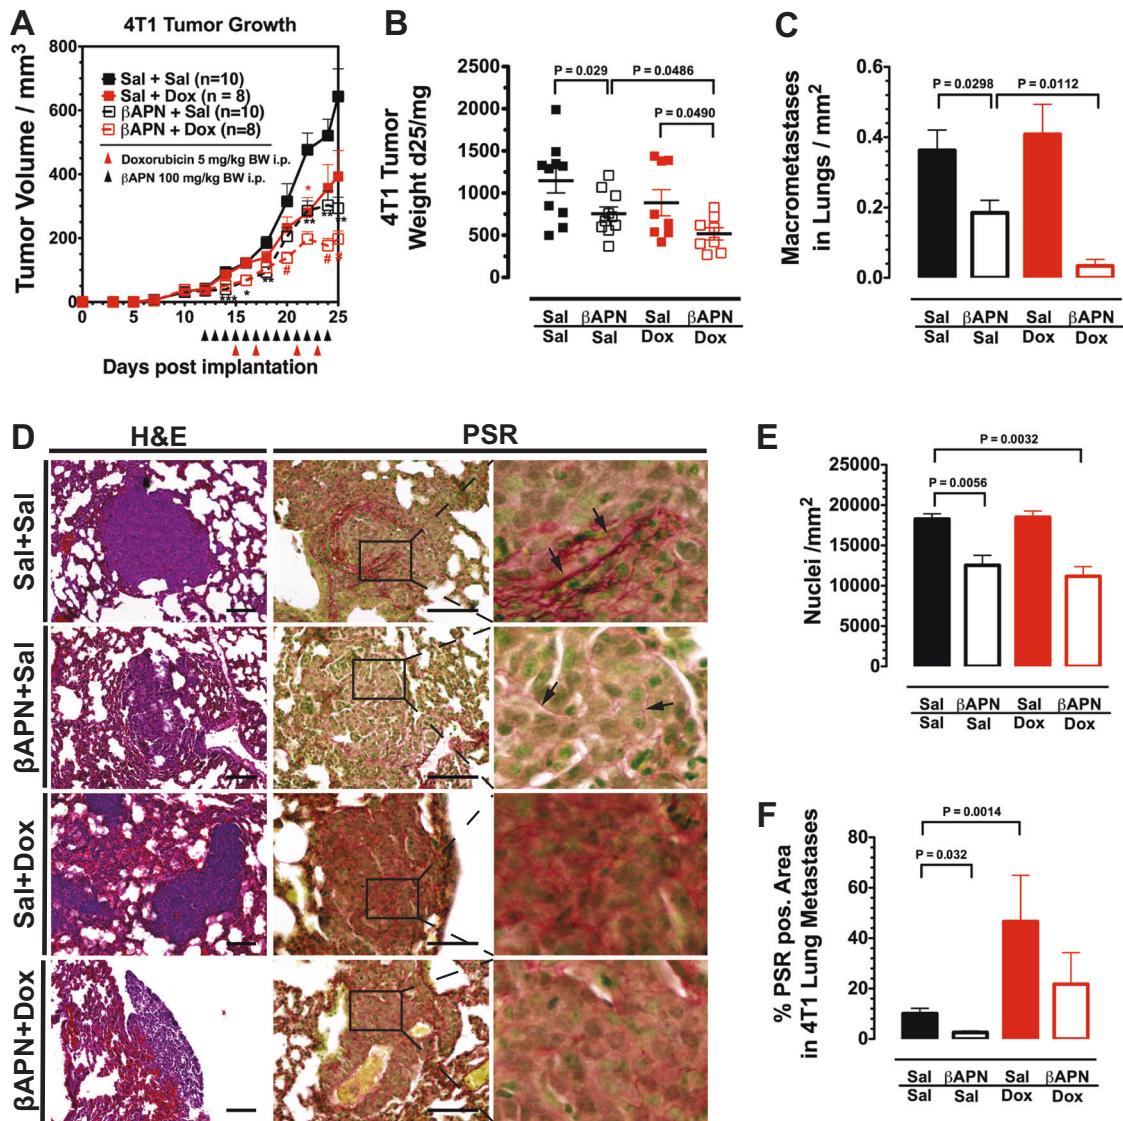 A
4T1 Tumor Growth
Tumor Volume / mm³
800
600
400
200
0
Sal + Sal (n=10)
Sal + Dox (n = 8)
βAPN + Sal (n=10)
βAPN + Dox (n=8)
Doxorubicin 5 mg/kg BW i.p.
βAPN 100 mg/kg BW i.p.
*
**
**
**
#
#
#
***
*
**
0
5
10
15
20
25
Days post implantation
B
4T1 Tumor
Weight d25/mg
2500
2000
1500
1000
500
0
P = 0.029
P = 0.0486
P = 0.0490
Sal βAPN Sal βAPN
Sal Sal Dox Dox
C
Macrometastases
in Lungs / mm²
0.6
0.4
0.2
0.0
P = 0.0298
P = 0.0112
Sal βAPN Sal βAPN
Sal Sal Dox Dox
D
H&E
PSR
Sal+Sal
βAPN+Sal
Sal+Dox
βAPN+Dox
E
Nuclei /mm²
25000
20000
15000
10000
5000
0
P = 0.0032
P = 0.0056
Sal βAPN Sal βAPN
Sal Sal Dox Dox
F
% PSR pos. Area
in 4T1 Lung Metastases
80
60
40
20
0
P = 0.0014
P = 0.032
Sal βAPN Sal βAPN
Sal Sal Dox Dox